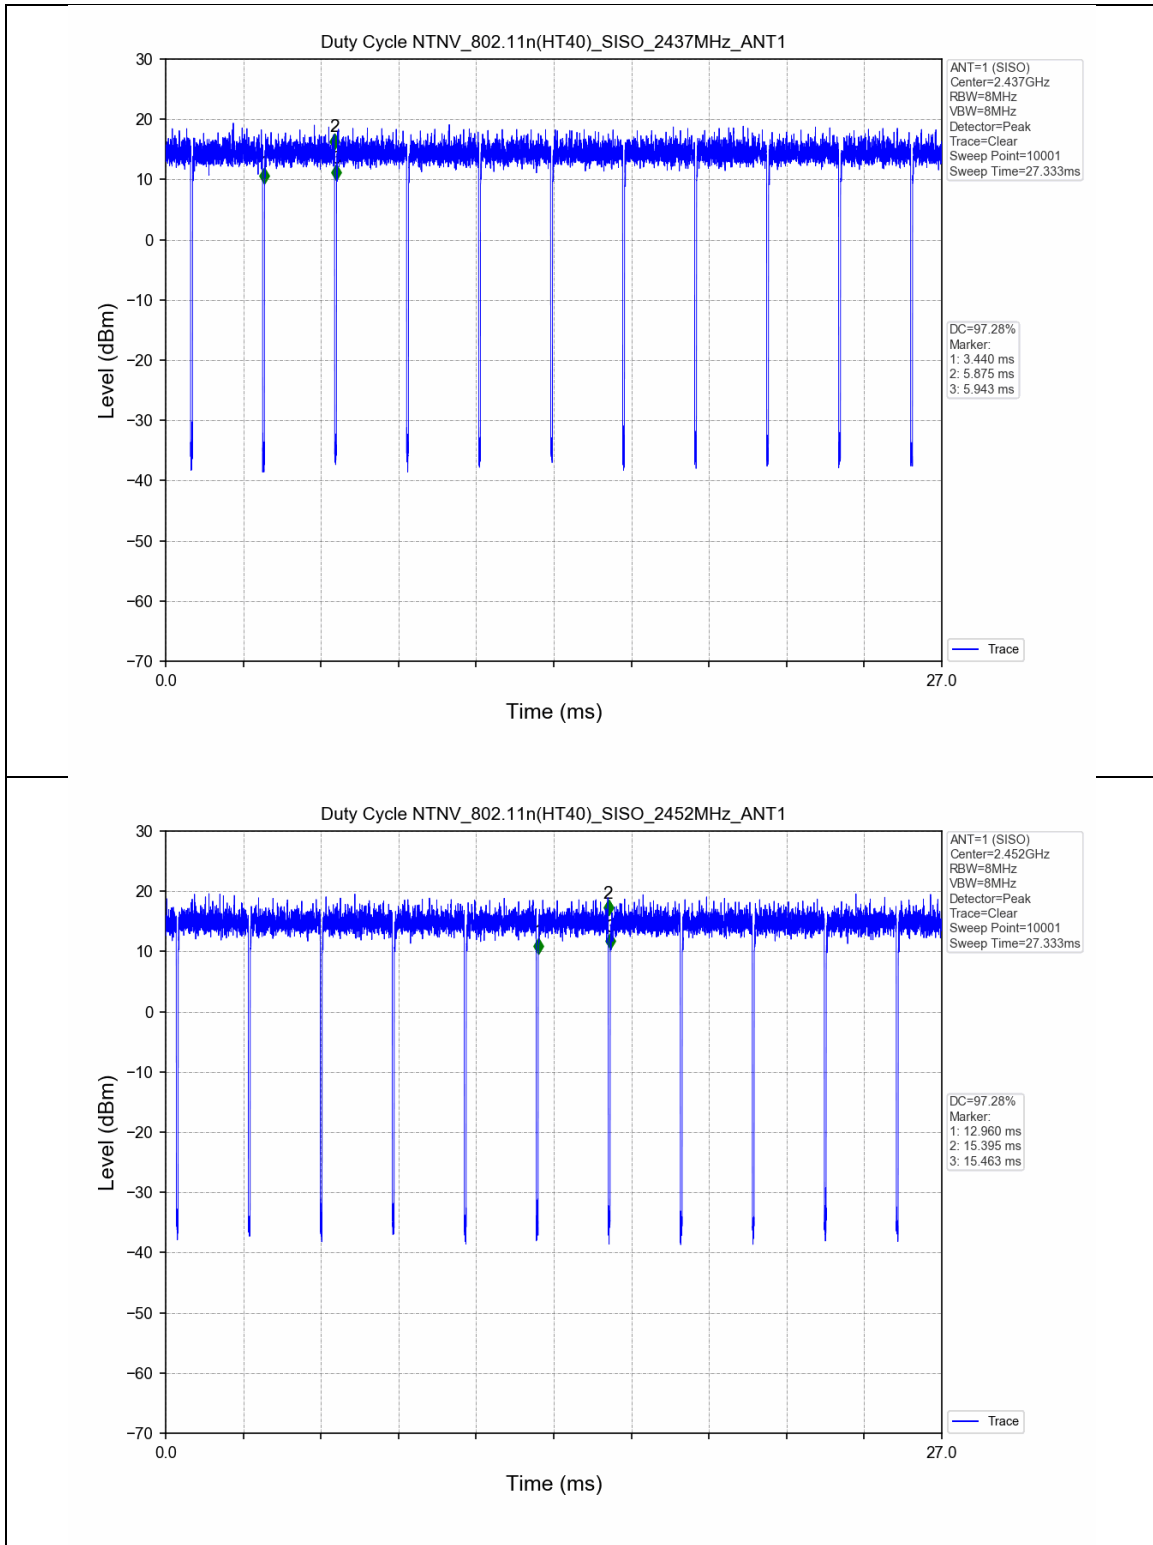 Duty Cycle NTNV_802.11n(HT40)_SISO_2437MHz_ANT1
30
20
10
0
−10
−20
−30
−40
−50
−60
−70
Level (dBm)
2
0.0
27.0
Time (ms)
ANT=1 (SISO)
Center=2.437GHz
RBW=8MHz
VBW=8MHz
Detector=Peak
Trace=Clear
Sweep Point=10001
Sweep Time=27.333ms
DC=97.28%
Marker:
1: 3.440 ms
2: 5.875 ms
3: 5.943 ms
Trace
Duty Cycle NTNV_802.11n(HT40)_SISO_2452MHz_ANT1
30
20
10
0
−10
−20
−30
−40
−50
−60
−70
Level (dBm)
2
0.0
27.0
Time (ms)
ANT=1 (SISO)
Center=2.452GHz
RBW=8MHz
VBW=8MHz
Detector=Peak
Trace=Clear
Sweep Point=10001
Sweep Time=27.333ms
DC=97.28%
Marker:
1: 12.960 ms
2: 15.395 ms
3: 15.463 ms
Trace